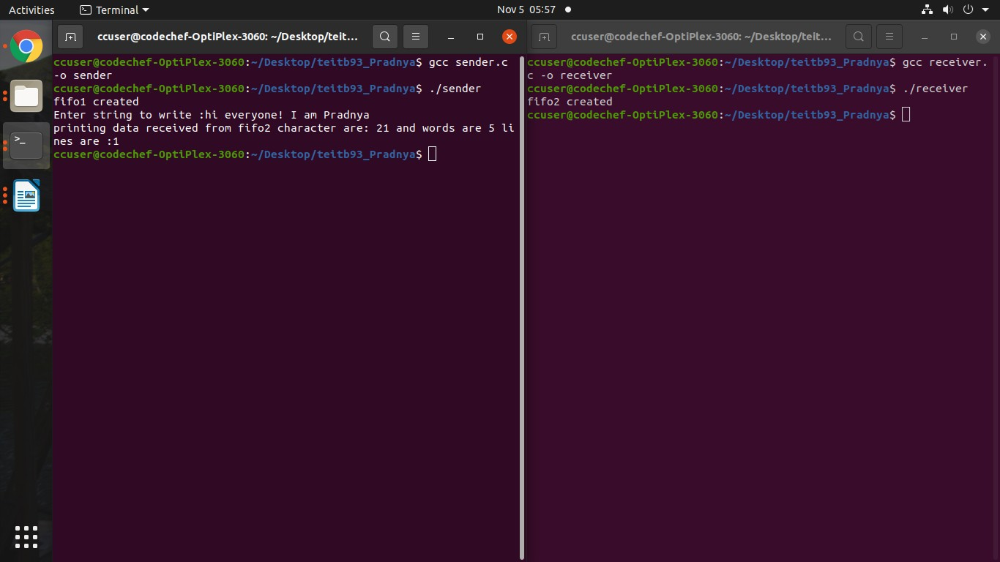 Activities
Terminal
Nov 5 05:57
ccuser@codechef-OptiPlex-3060: ~/Desktop/teit...
ccuser@codechef-OptiPlex-3060:~/Desktop/teitb93_Pradnya$ gcc sender.c
-o sender
ccuser@codechef-OptiPlex-3060:~/Desktop/teitb93_Pradnya$ ./sender
fifo1 created
Enter string to write :hi everyone! I am Pradnya
printing data received from fifo2 character are: 21 and words are 5 li
nes are :1
ccuser@codechef-OptiPlex-3060:~/Desktop/teitb93_Pradnya$
ccuser@codechef-OptiPlex-3060: ~/Desktop/teit...
ccuser@codechef-OptiPlex-3060:~/Desktop/teitb93_Pradnya$ gcc receiver.
c -o receiver
ccuser@codechef-OptiPlex-3060:~/Desktop/teitb93_Pradnya$ ./receiver
fifo2 created
ccuser@codechef-OptiPlex-3060:~/Desktop/teitb93_Pradnya$